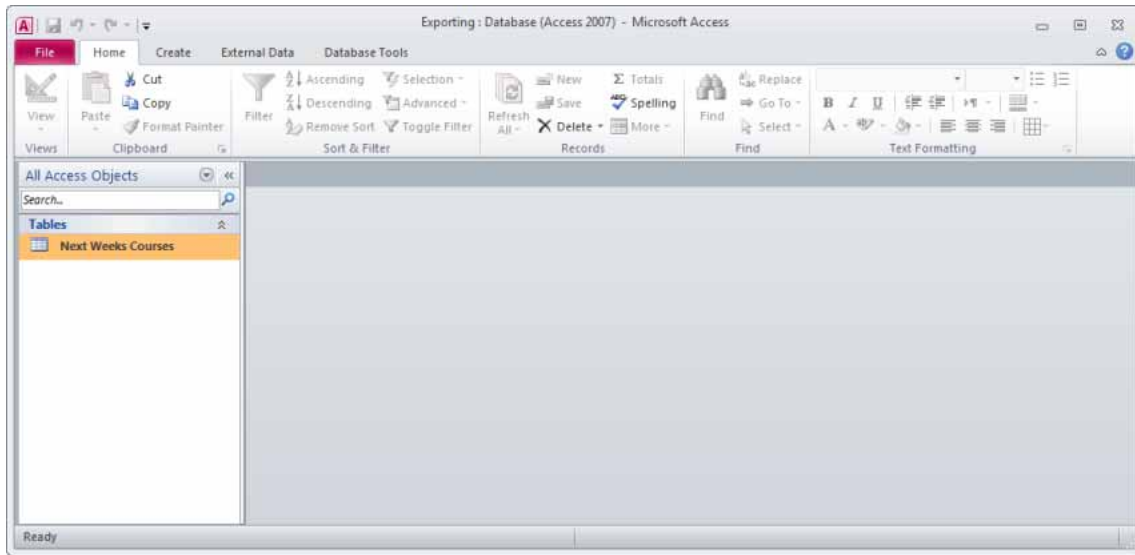 Exporting : Database (Access 2007) - Microsoft Access
File Home Create External Data Database Tools
View
Paste
Cut
Copy
Format Painter
Filter
Ascending
Descending
Remove Sort
Selection
Advanced
Toggle Filter
Refresh All
New
Save
Delete
Totals
Spelling
More
Find
Replace
Go To
Select
B I U
A
Views Clipboard Sort & Filter Records Find Text Formatting
All Access Objects
Search...
Tables
Next Weeks Courses
Ready